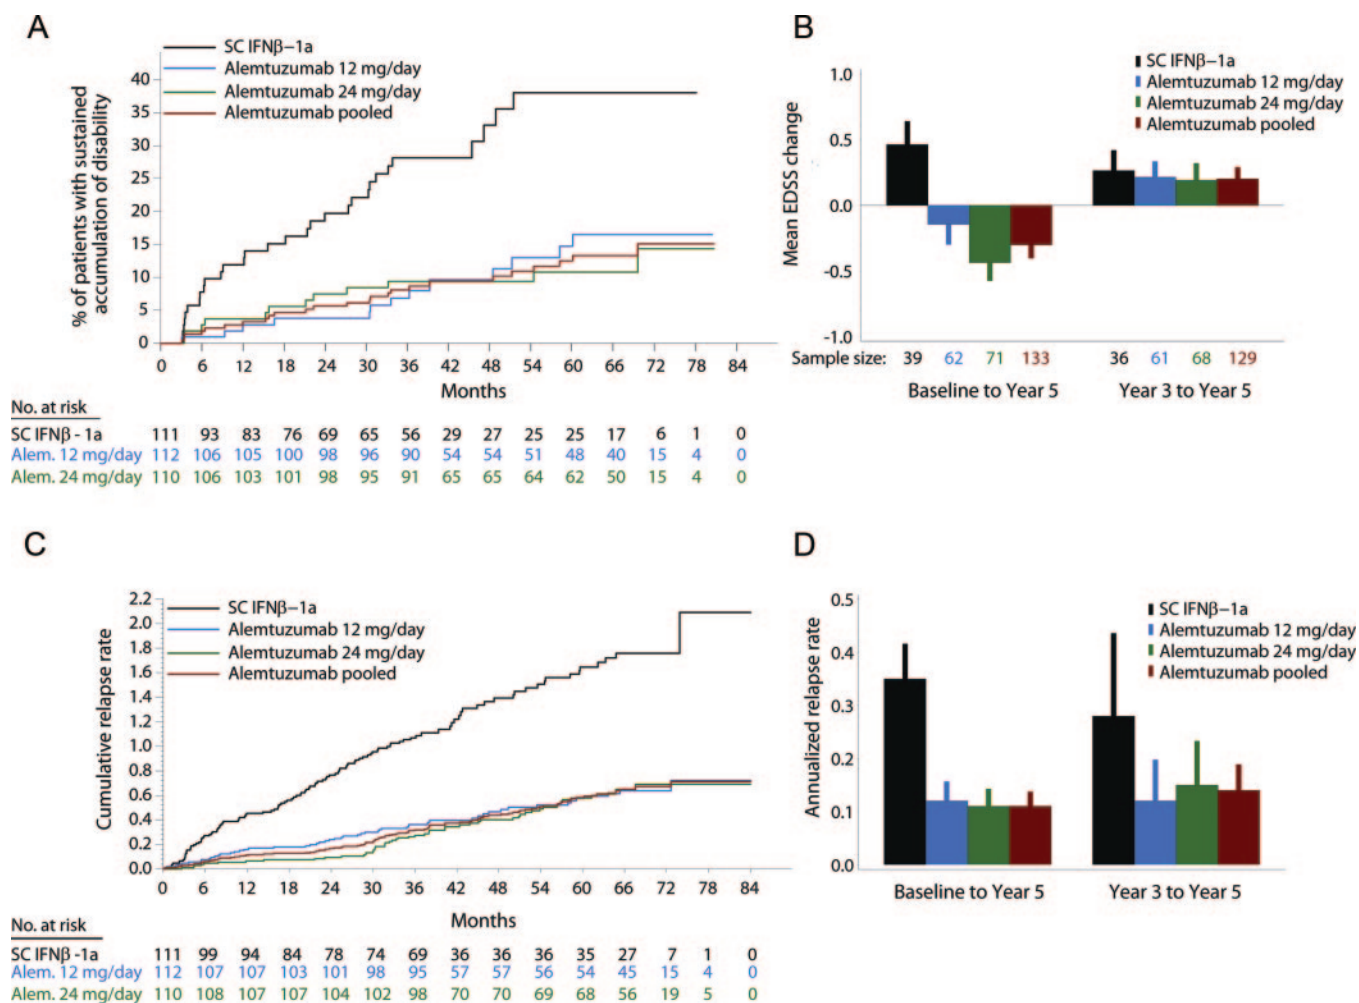 A
SC IFNβ−1a
Alemtuzumab 12 mg/day
Alemtuzumab 24 mg/day
Alemtuzumab pooled
% of patients with sustained
accumulation of disability
40
35
30
25
20
15
10
5
0
0 6 12 18 24 30 36 42 48 54 60 66 72 78 84
Months
No. at risk
SC IFNβ - 1a 111 93 83 76 69 65 56 29 27 25 25 17 6 1 0
Alem. 12 mg/day 112 106 105 100 98 96 90 54 54 51 48 40 15 4 0
Alem. 24 mg/day 110 106 103 101 98 95 91 65 65 64 62 50 15 4 0
B
SC IFNβ−1a
Alemtuzumab 12 mg/day
Alemtuzumab 24 mg/day
Alemtuzumab pooled
Mean EDSS change
1.0
0.5
0.0
-0.5
-1.0
Sample size: 39 62 71 133 36 61 68 129
Baseline to Year 5 Year 3 to Year 5
C
SC IFNβ−1a
Alemtuzumab 12 mg/day
Alemtuzumab 24 mg/day
Alemtuzumab pooled
Cumulative relapse rate
2.2
2.0
1.8
1.6
1.4
1.2
1.0
0.8
0.6
0.4
0.2
0.0
0 6 12 18 24 30 36 42 48 54 60 66 72 78 84
Months
No. at risk
SC IFNβ -1a 111 99 94 84 78 74 69 36 36 36 35 27 7 1 0
Alem. 12 mg/day 112 107 107 103 101 98 95 57 57 56 54 45 15 4 0
Alem. 24 mg/day 110 108 107 107 104 102 98 70 70 69 68 56 19 5 0
D
SC IFNβ−1a
Alemtuzumab 12 mg/day
Alemtuzumab 24 mg/day
Alemtuzumab pooled
Annualized relapse rate
0.5
0.4
0.3
0.2
0.1
0.0
Baseline to Year 5 Year 3 to Year 5